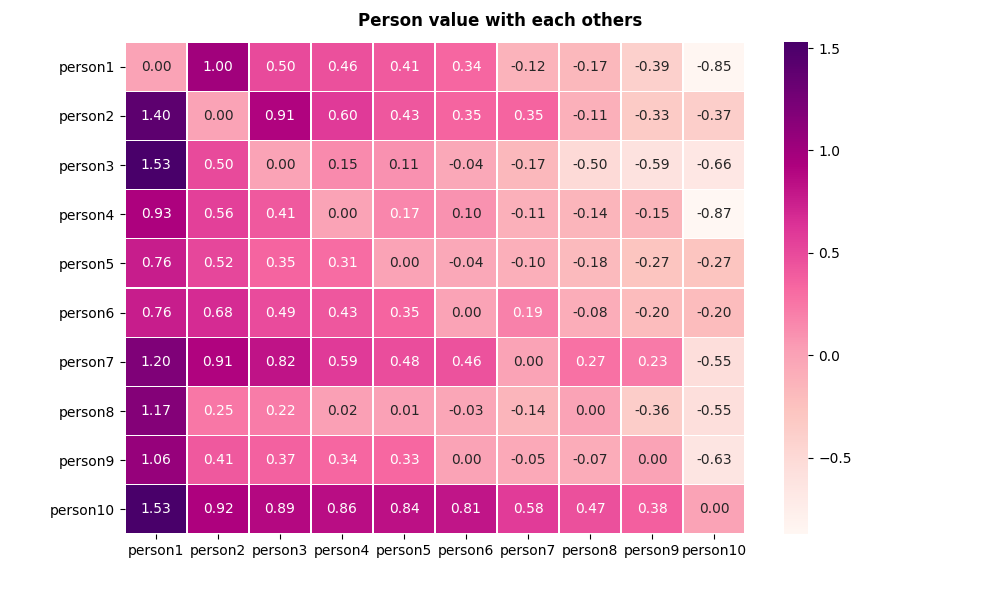 Person value with each others
person1 0.00 1.00 0.50 0.46 0.41 0.34 -0.12 -0.17 -0.39 -0.85
person2 1.40 0.00 0.91 0.60 0.43 0.35 0.35 -0.11 -0.33 -0.37
person3 1.53 0.50 0.00 0.15 0.11 -0.04 -0.17 -0.50 -0.59 -0.66
person4 0.93 0.56 0.41 0.00 0.17 0.10 -0.11 -0.14 -0.15 -0.87
person5 0.76 0.52 0.35 0.31 0.00 -0.04 -0.10 -0.18 -0.27 -0.27
person6 0.76 0.68 0.49 0.43 0.35 0.00 0.19 -0.08 -0.20 -0.20
person7 1.20 0.91 0.82 0.59 0.48 0.46 0.00 0.27 0.23 -0.55
person8 1.17 0.25 0.22 0.02 0.01 -0.03 -0.14 0.00 -0.36 -0.55
person9 1.06 0.41 0.37 0.34 0.33 0.00 -0.05 -0.07 0.00 -0.63
person10 1.53 0.92 0.89 0.86 0.84 0.81 0.58 0.47 0.38 0.00
person1 person2 person3 person4 person5 person6 person7 person8 person9 person10
1.5
1.0
0.5
0.0
−0.5